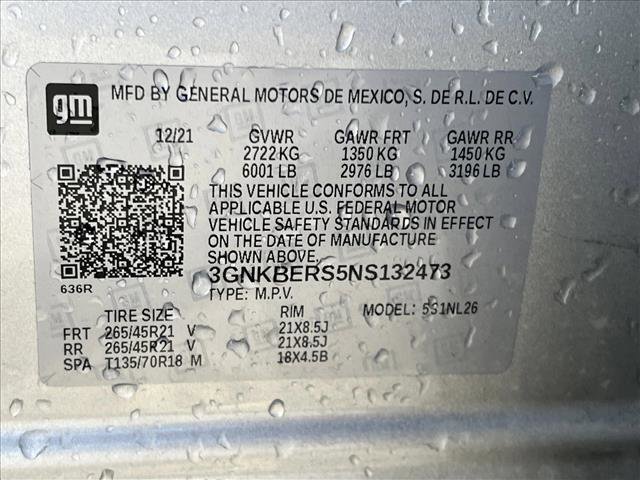 gm
MFD BY GENERAL MOTORS DE MEXICO, S. DE R.L. DE C.V.
12/21 GVWR GAWR FRT GAWR RR
2722 KG 1350 KG 1450 KG
6001 LB 2976 LB 3196 LB
THIS VEHICLE CONFORMS TO ALL
APPLICABLE U.S. FEDERAL MOTOR
VEHICLE SAFETY STANDARDS IN EFFECT
ON THE DATE OF MANUFACTURE
SHOWN ABOVE.
3GNKBERS5NS132473
636R
TYPE: M.P.V.
TIRE SIZE RIM 531NL26
FRT 265/45R21 V 21X8.5J
RR 265/45R21 V 21X8.5J
SPA T135/70R18 M 18X4.5B